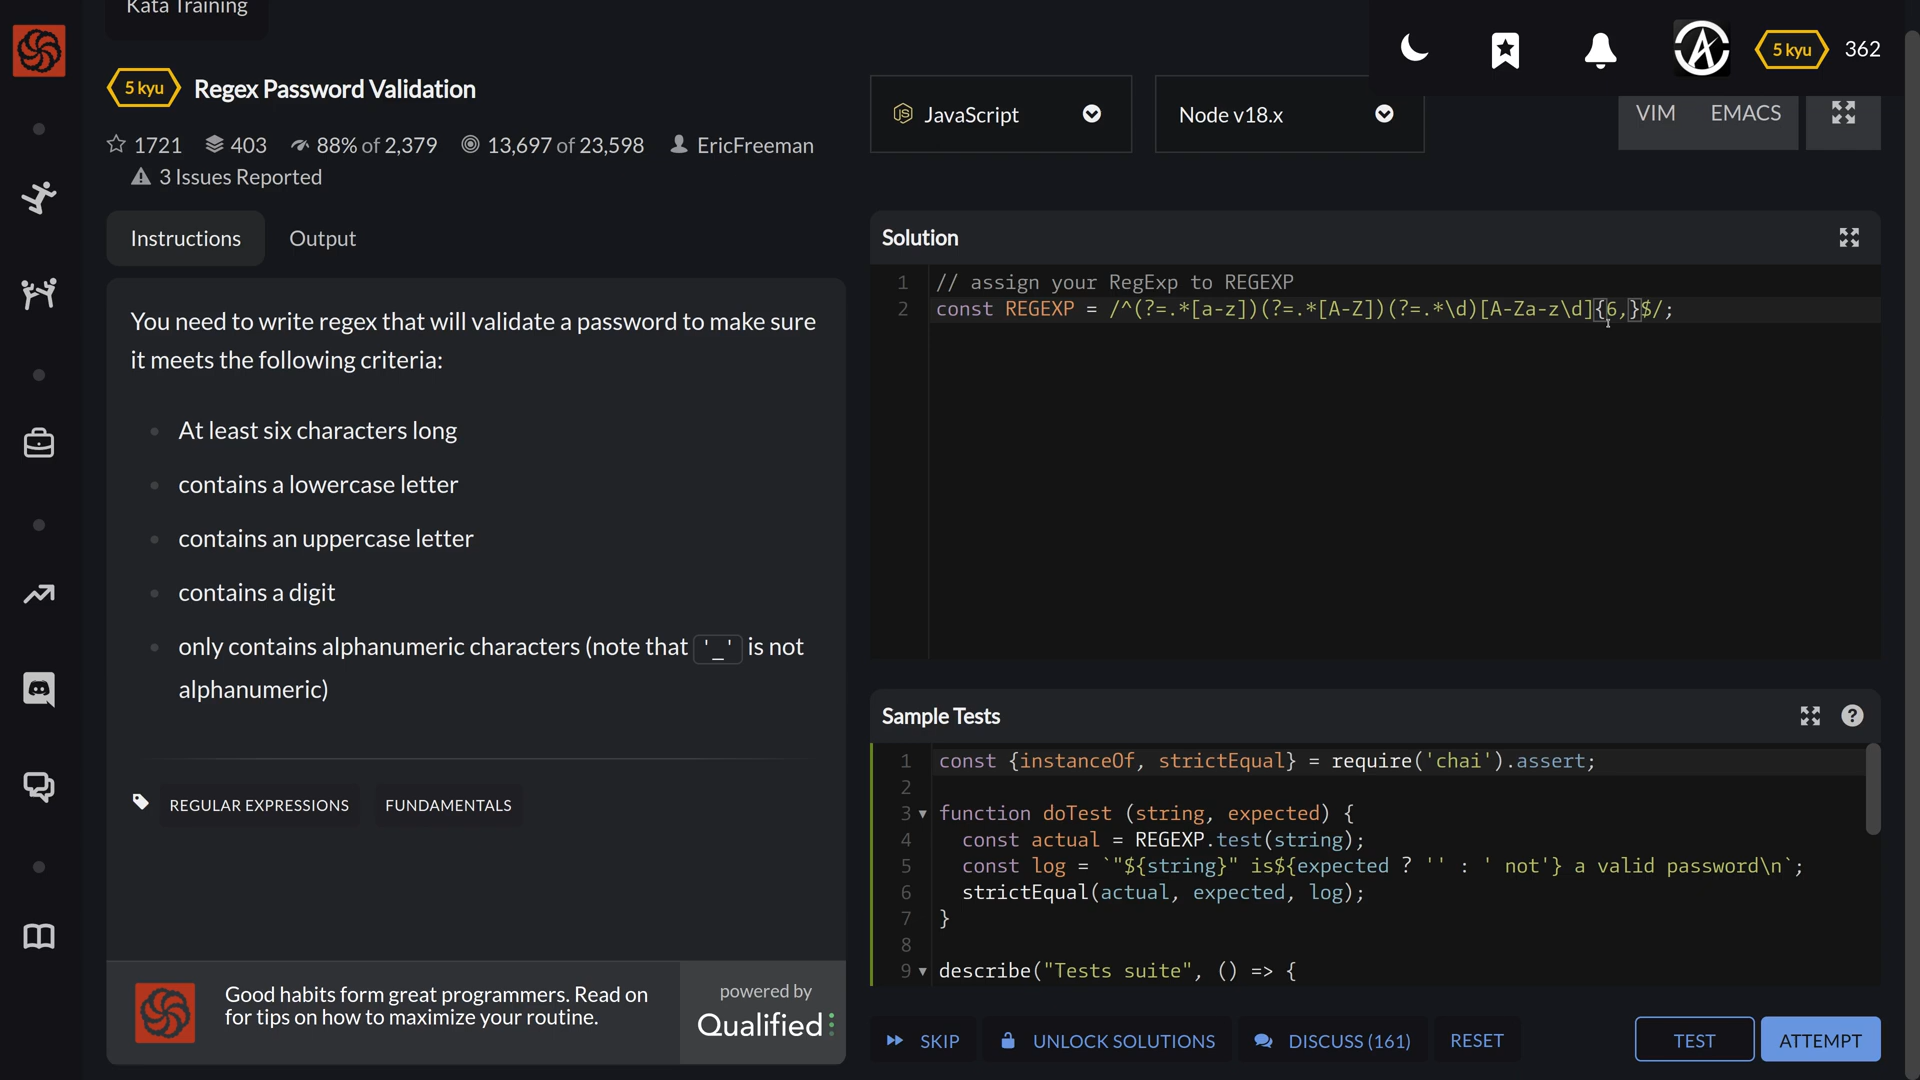 Kata Training
5 kyu
362
5 kyu
Regex Password Validation
1721
403
88% of 2,379
13,697 of 23,598
EricFreeman
3 Issues Reported
JavaScript
Node v18.x
VIM
EMACS
Instructions
Output
You need to write regex that will validate a password to make sure
it meets the following criteria:
At least six characters long
contains a lowercase letter
contains an uppercase letter
contains a digit
only contains alphanumeric characters (note that '_' is not
alphanumeric)
REGULAR EXPRESSIONS
FUNDAMENTALS
Good habits form great programmers. Read on
for tips on how to maximize your routine.
powered by
Qualified
Solution
1 // assign your RegExp to REGEXP
2 const REGEXP = /^(?=.*[a-z])(?=.*[A-Z])(?=.*\d)[A-Za-z\d]{6,}$/;
Sample Tests
1 const {instanceOf, strictEqual} = require('chai').assert;
2
3 function doTest (string, expected) {
4 const actual = REGEXP.test(string);
5 const log = `"${string}" is${expected ? '' : ' not'} a valid password\n`;
6 strictEqual(actual, expected, log);
7 }
8
9 describe("Tests suite", () => {
SKIP
UNLOCK SOLUTIONS
DISCUSS (161)
RESET
TEST
ATTEMPT